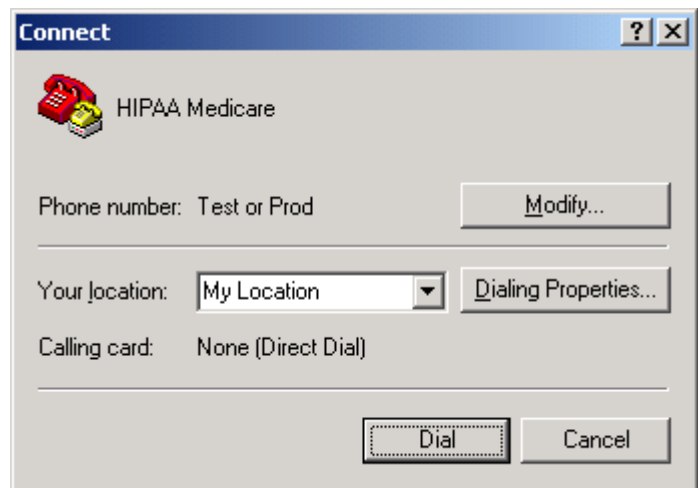 Connect
HIPAA Medicare
Phone number: Test or Prod Modify...
Your location: My Location Dialing Properties...
Calling card: None (Direct Dial)
Dial Cancel